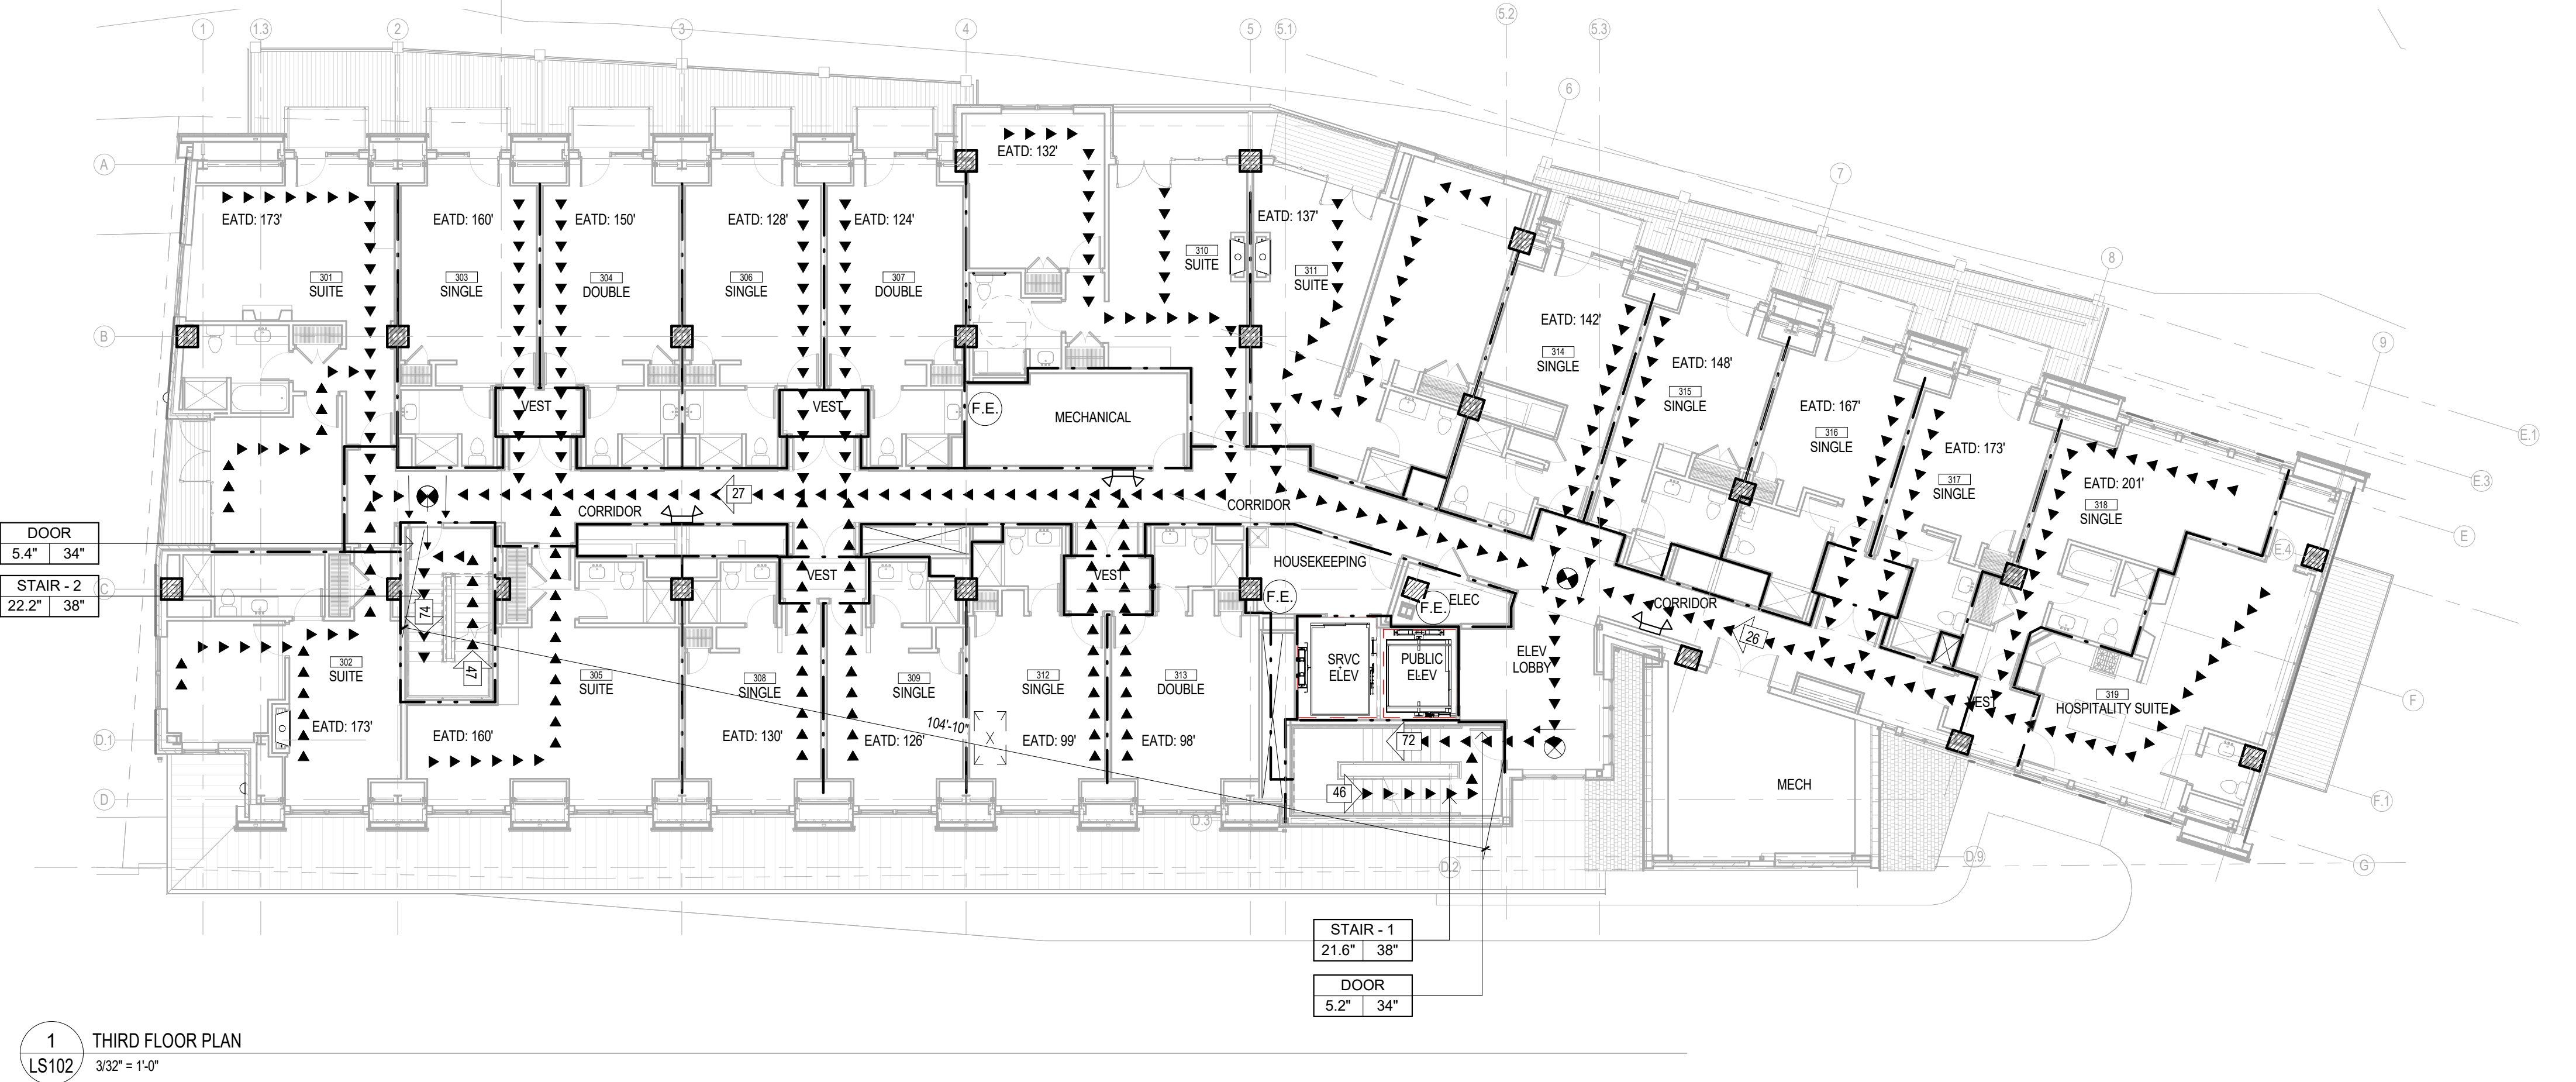 1
1.3
2
3
4
5
5.1
5.2
5.3
6
7
8
9
A
B
C
D.1
D
E.1
E.3
E
E.4
F
F.1
G
D.3
D.2
D.9
EATD: 173'
301
SUITE
EATD: 160'
303
SINGLE
EATD: 150'
304
DOUBLE
EATD: 128'
306
SINGLE
EATD: 124'
307
DOUBLE
EATD: 132'
310
SUITE
EATD: 137'
311
SUITE
EATD: 142'
314
SINGLE
EATD: 148'
315
SINGLE
EATD: 167'
316
SINGLE
EATD: 173'
317
SINGLE
EATD: 201'
318
SINGLE
VEST
VEST
F.E.
MECHANICAL
27
CORRIDOR
CORRIDOR
DOOR
5.4" 34"
STAIR - 2
22.2" 38"
74
47
VEST
VEST
HOUSEKEEPING
F.E.
ELEC
F.E.
CORRIDOR
26
302
SUITE
EATD: 173'
305
SUITE
EATD: 160'
308
SINGLE
EATD: 130'
309
SINGLE
EATD: 126'
104'-10"
312
SINGLE
EATD: 99'
313
DOUBLE
EATD: 98'
SRVC
ELEV
PUBLIC
ELEV
ELEV
LOBBY
VEST
319
HOSPITALITY SUITE
72
46
MECH
STAIR - 1
21.6" 38"
DOOR
5.2" 34"
1
LS102
THIRD FLOOR PLAN
3/32" = 1'-0"